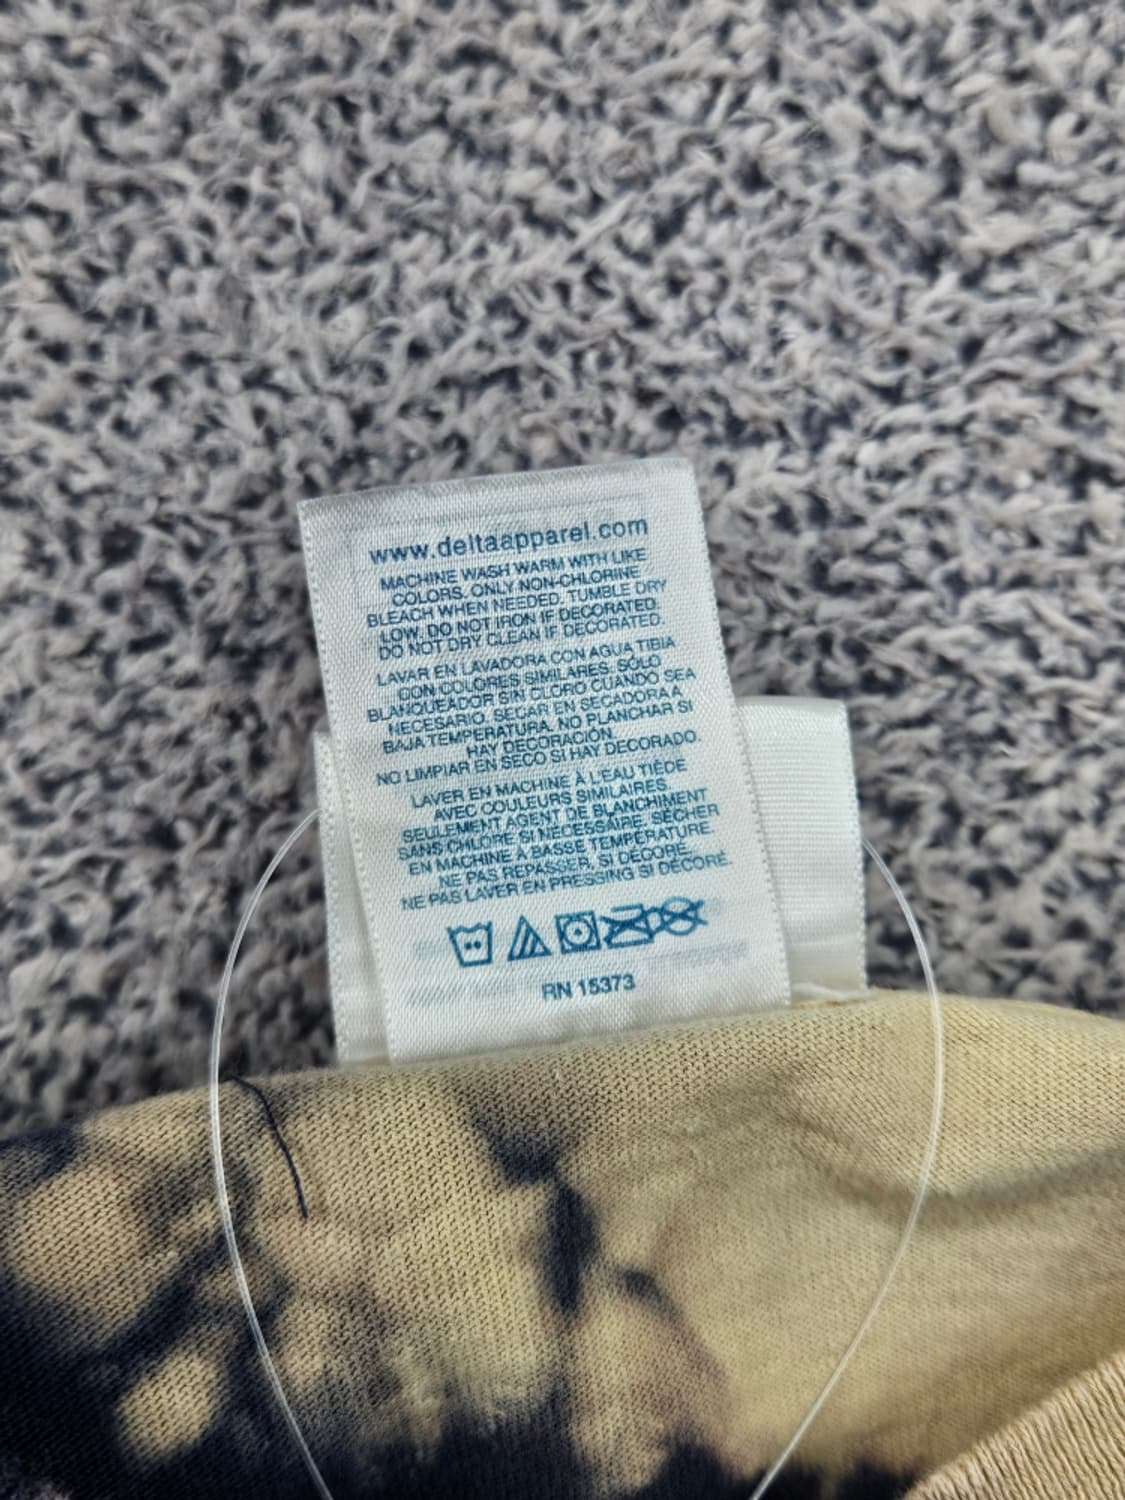 www.deltaapparel.com
MACHINE WASH WARM WITH LIKE
COLORS. ONLY NON-CHLORINE
BLEACH WHEN NEEDED. TUMBLE DRY
LOW. DO NOT IRON IF DECORATED.
DO NOT DRY CLEAN IF DECORATED.
LAVAR EN LAVADORA CON AGUA TIBIA
CON COLORES SIMILARES. SÓLO
BLANQUEADOR SIN CLORO CUANDO SEA
NECESARIO. SECAR EN SECADORA A
BAJA TEMPERATURA. NO PLANCHAR SI
HAY DECORACIÓN.
NO LIMPIAR EN SECO SI HAY DECORADO.
LAVER EN MACHINE À L'EAU TIÈDE
AVEC COULEURS SIMILAIRES.
SEULEMENT AGENT DE BLANCHIMENT
SANS CHLORE SI NÉCESSAIRE. SÉCHER
EN MACHINE À BASSE TEMPÉRATURE.
NE PAS REPASSER, SI DÉCORÉ.
NE PAS LAVER EN PRESSING SI DÉCORÉ.
RN 15373